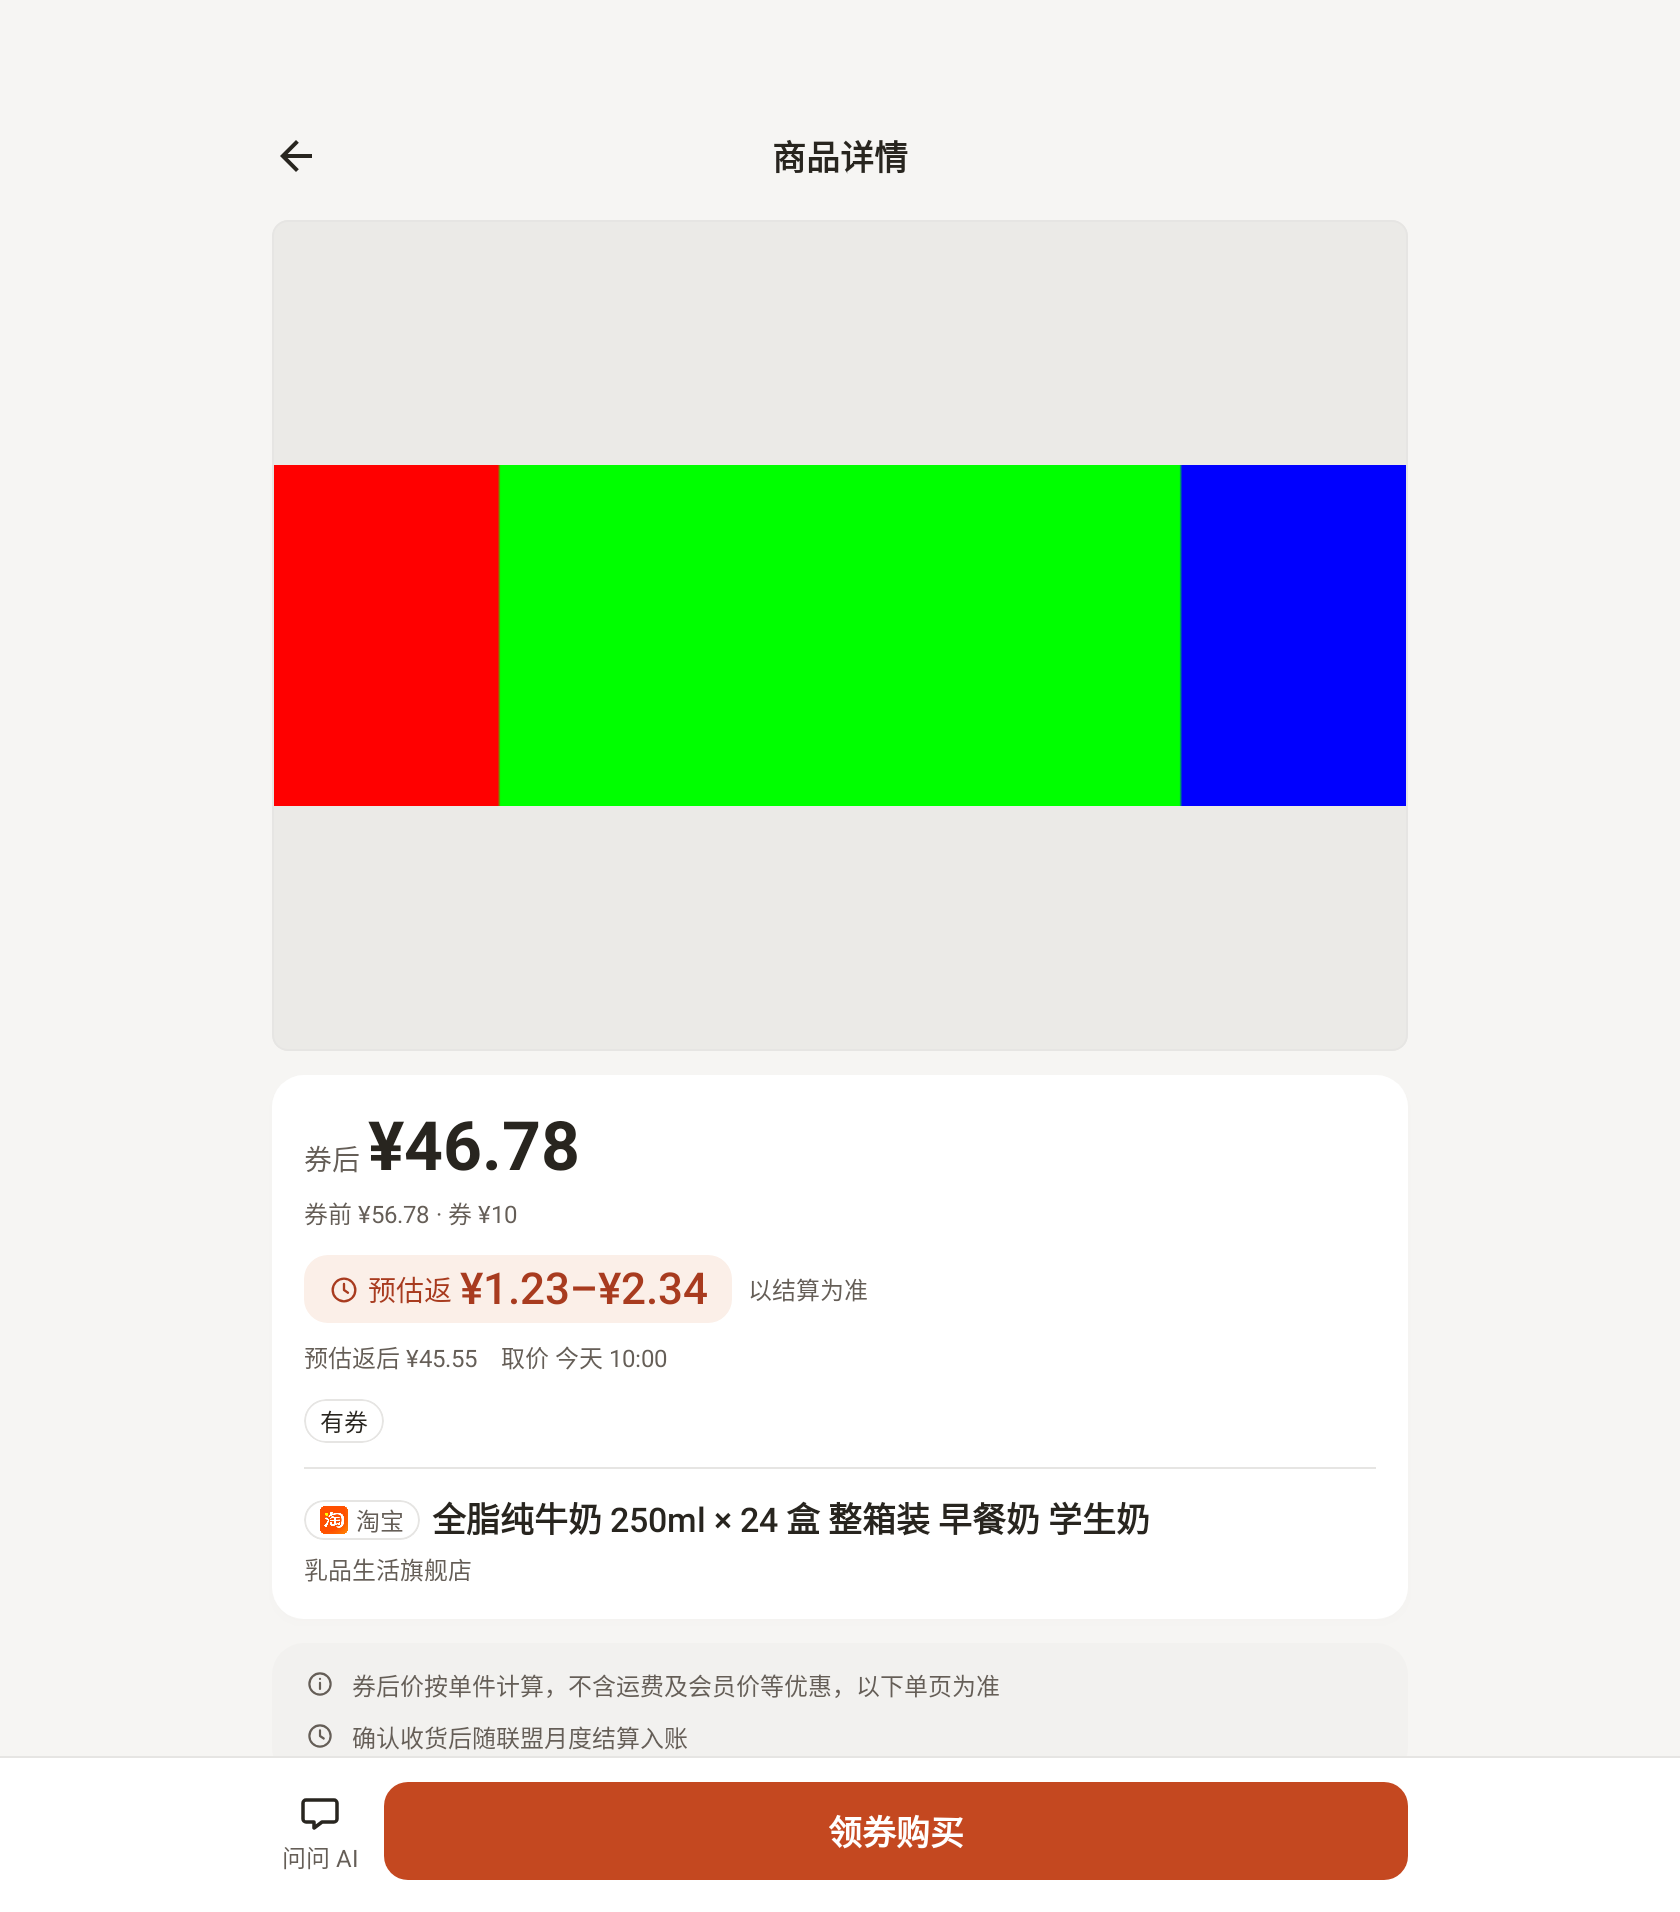 商品详情
券后 ¥46.78
券前 ¥56.78 · 券 ¥10
预估返 ¥1.23–¥2.34 以结算为准
预估返后 ¥45.55 取价 今天 10:00
有券
淘 淘宝 全脂纯牛奶 250ml × 24 盒 整箱装 早餐奶 学生奶
乳品生活旗舰店
券后价按单件计算，不含运费及会员价等优惠，以下单页为准
确认收货后随联盟月度结算入账
问问 AI
领券购买